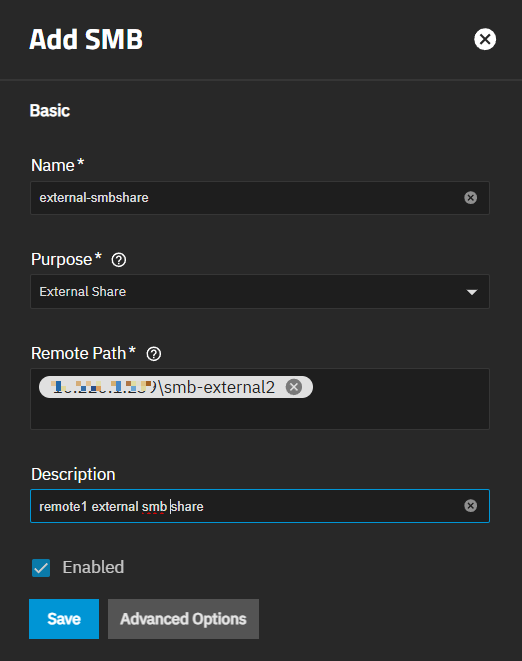 Add SMB
Basic
Name*
external-smbshare
Purpose*
External Share
Remote Path*
\smb-external2
Description
remote1 external smb share
Enabled
Save
Advanced Options